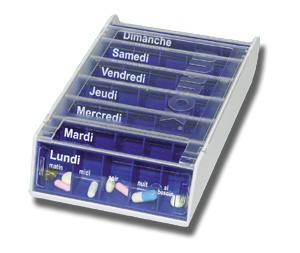 Dimanche
Samedi
Vendredi
Jeudi
Mercredi
Mardi
Lundi
matin midi soir nuit si besoin